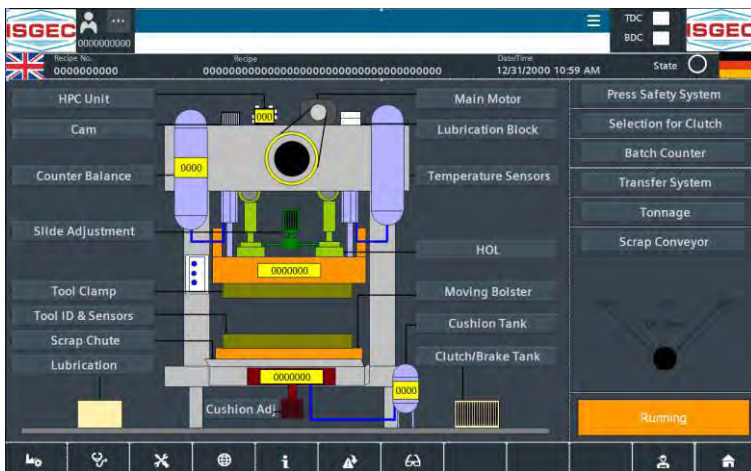 ISGEC
...
0000000000
TDC
BDC
ISGEC
Recipe No.
0000000000
Recipe
0000000000000000000000000000000000
Date/Time
12/31/2000 10:59 AM
State
HPC Unit
Cam
Counter Balance
Slide Adjustment
Tool Clamp
Tool ID & Sensors
Scrap Chute
Lubrication
000
0000
0000000
0000000
0000
Cushion Adj
Main Motor
Lubrication Block
Temperature Sensors
HOL
Moving Bolster
Cushion Tank
Clutch/Brake Tank
Press Safety System
Selection for Clutch
Batch Counter
Transfer System
Tonnage
Scrap Conveyor
Running